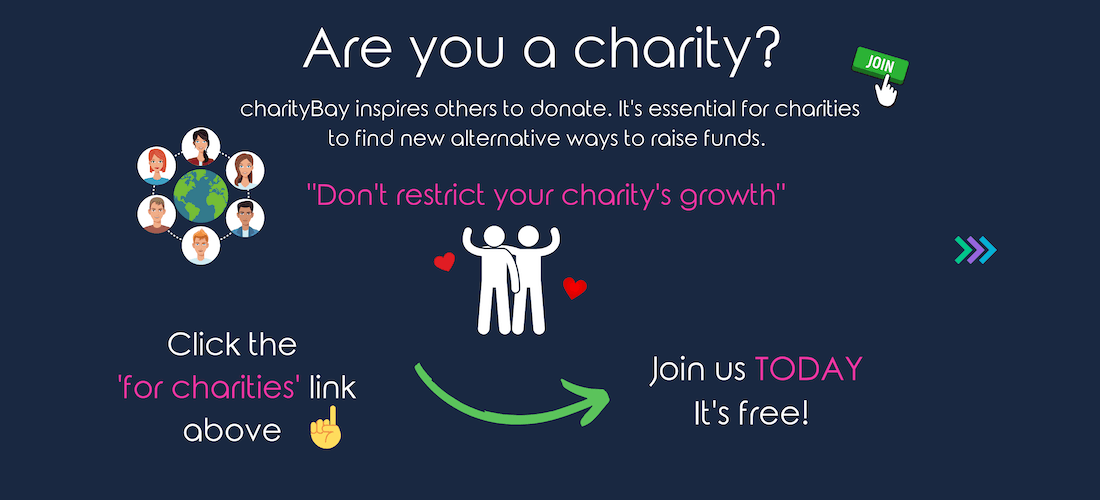 Are you a charity?
JOIN
charityBay inspires others to donate. It's essential for charities
to find new alternative ways to raise funds.
"Don't restrict your charity's growth"
Click the
'for charities' link
above
Join us TODAY
It's free!